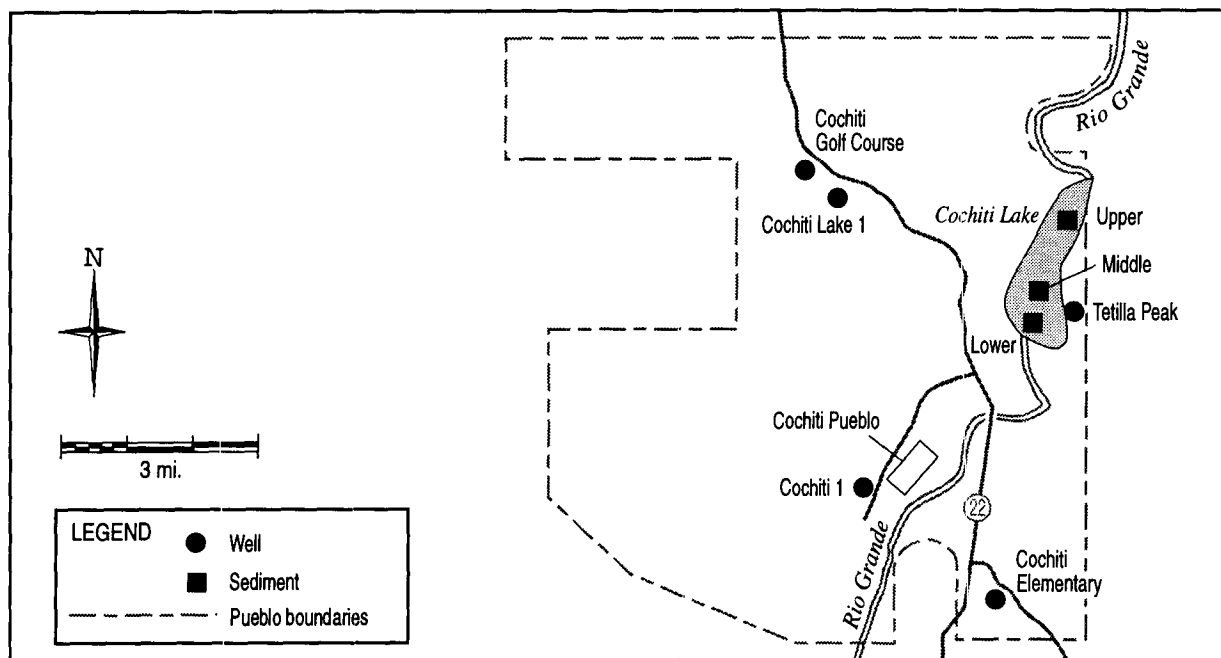 Rio Grande
Cochiti
Golf Course
Cochiti Lake 1
Cochiti Lake
Upper
Middle
Tetilla Peak
Lower
N
3 mi.
Cochiti Pueblo
Cochiti 1
22
Rio Grande
Cochiti
Elementary
LEGEND
Well
Sediment
Pueblo boundaries